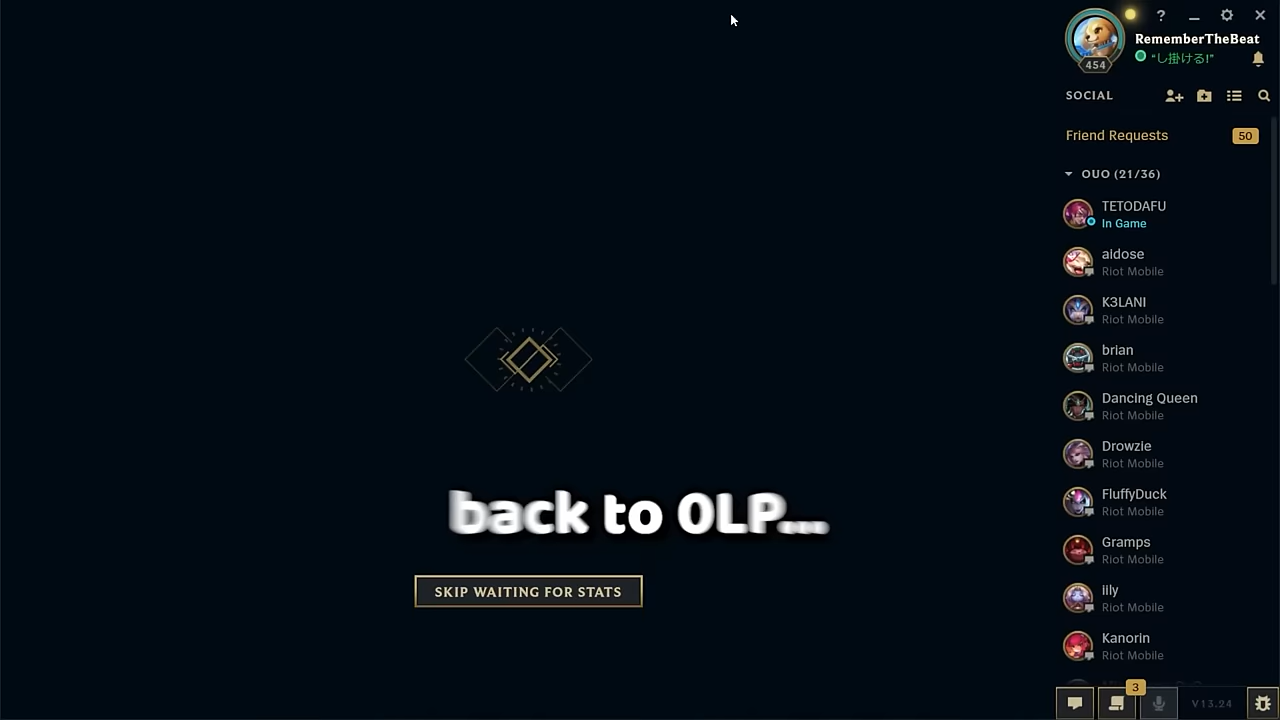 ?
RememberTheBeat
454
“し掛ける!”
SOCIAL
Friend Requests
50
OUO (21/36)
TETODAFU
In Game
aidose
Riot Mobile
K3LANI
Riot Mobile
brian
Riot Mobile
Dancing Queen
Riot Mobile
Drowzie
Riot Mobile
FluffyDuck
Riot Mobile
Gramps
Riot Mobile
iily
Riot Mobile
Kanorin
Riot Mobile
back to 0LP...
SKIP WAITING FOR STATS
3
V13.24